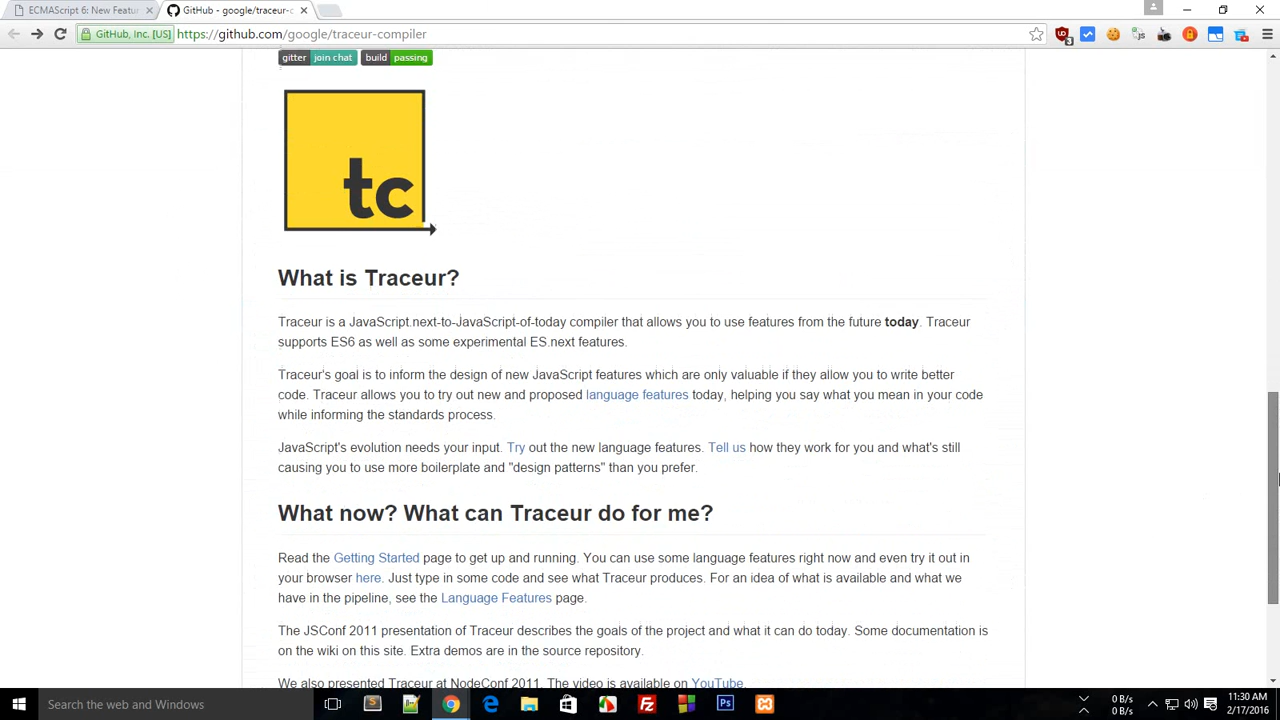 ECMAScript 6: New Featur
GitHub - google/traceur-c
GitHub, Inc. [US]
https://github.com/google/traceur-compiler
3
gitter join chat build passing
tc
What is Traceur?
Traceur is a JavaScript.next-to-JavaScript-of-today compiler that allows you to use features from the future today. Traceur
supports ES6 as well as some experimental ES.next features.
Traceur's goal is to inform the design of new JavaScript features which are only valuable if they allow you to write better
code. Traceur allows you to try out new and proposed language features today, helping you say what you mean in your code
while informing the standards process.
JavaScript's evolution needs your input. Try out the new language features. Tell us how they work for you and what's still
causing you to use more boilerplate and "design patterns" than you prefer.
What now? What can Traceur do for me?
Read the Getting Started page to get up and running. You can use some language features right now and even try it out in
your browser here. Just type in some code and see what Traceur produces. For an idea of what is available and what we
have in the pipeline, see the Language Features page.
The JSConf 2011 presentation of Traceur describes the goals of the project and what it can do today. Some documentation is
on the wiki on this site. Extra demos are in the source repository.
We also presented Traceur at NodeConf 2011. The video is available on YouTube.
Search the web and Windows
Ps
0 B/s
0 B/s
11:30 AM
2/17/2016